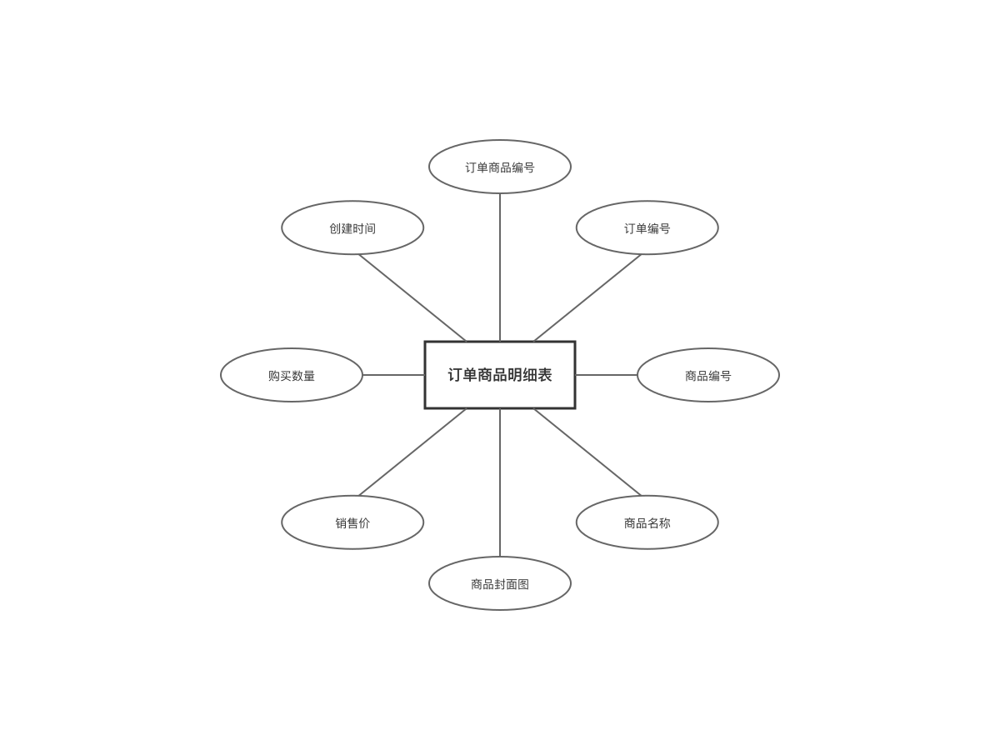 订单商品编号
创建时间
订单编号
购买数量
订单商品明细表
商品编号
销售价
商品名称
商品封面图